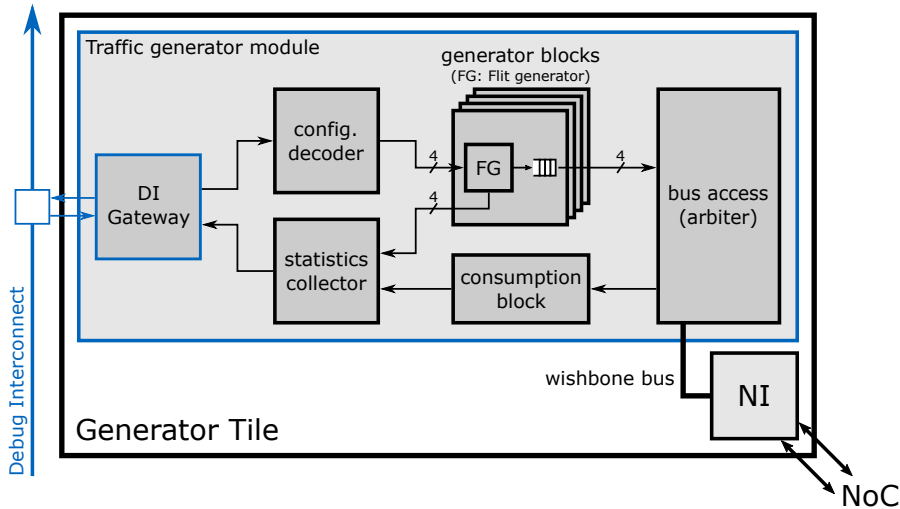 Traffic generator module
generator blocks
(FG: Flit generator)
config.
decoder
4
FG
4
bus access
(arbiter)
DI
Gateway
4
statistics
collector
consumption
block
Debug Interconnect
wishbone bus
NI
Generator Tile
NoC